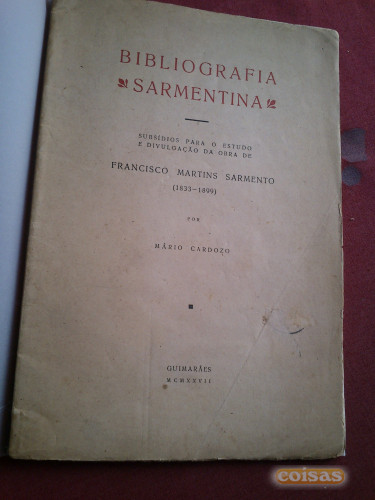 BIBLIOGRAFIA
SARMENTINA
SUBSÍDIOS PARA O ESTUDO
E DIVULGAÇÃO DA OBRA DE
FRANCISCO MARTINS SARMENTO
(1833-1899)
POR
MÁRIO CARDOZO
GUIMARÃES
MCMXXVII
coisas